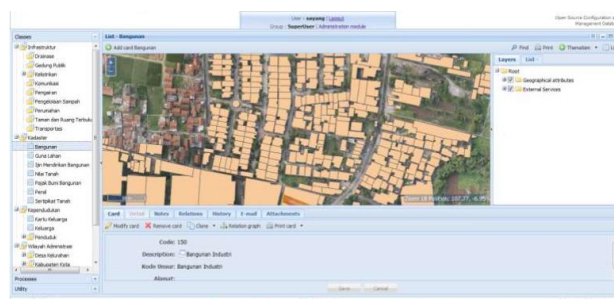 User : sayang | Logout
Group : SuperUser | Administration module
Open Source Configuration
Management Datab
Classes
Infrastruktur
Drainase
Gedung Publik
Kelistrikan
Komunikasi
Pengairan
Pengelolaan Sampah
Perumahan
Taman dan Ruang Terbuka
Transportasi
Kadaster
Bangunan
Guna Lahan
Ijin Mendirikan Bangunan
Nilai Tanah
Pajak Bumi Bangunan
Persil
Sertipikat Tanah
Kependudukan
Kartu Keluarga
Keluarga
Penduduk
Wilayah Administrasi
Desa Kelurahan
Kabupaten Kota
Processes
Utility
List - Bangunan
Add card Bangunan
Find Print Thematism
Layers List
Root
Geographical attributes
External Services
Card Detail Notes Relations History E-mail Attachments
Modify card Remove card Clone Relation graph Print card
Code: 150
Description: Bangunan Industri
Kode Unsur: Bangunan Industri
Alamat:
Save Cancel